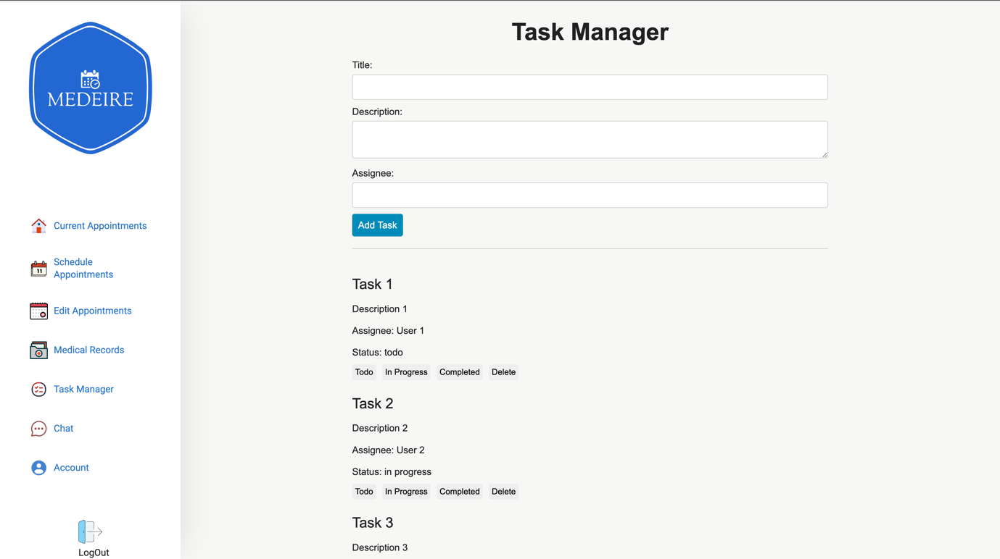 MEDEIRE
Current Appointments
11
Schedule
Appointments
Edit Appointments
Medical Records
Task Manager
Chat
Account
LogOut
Task Manager
Title:
Description:
Assignee:
Add Task
Task 1
Description 1
Assignee: User 1
Status: todo
Todo In Progress Completed Delete
Task 2
Description 2
Assignee: User 2
Status: in progress
Todo In Progress Completed Delete
Task 3
Description 3